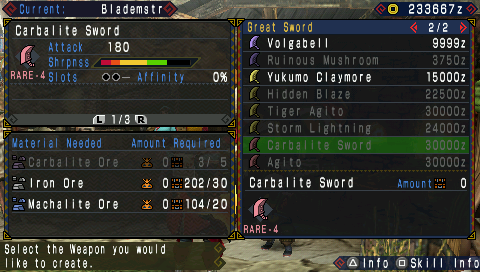 Current: Blademstr
233667z
Carbalite Sword
Attack 180
Shrpnss
RARE-4 Slots Affinity 0%
L 1/3 R
Great Sword 2/2
Volgabell 9999z
Ruinous Mushroom 3750z
Yukumo Claymore 15000z
Hidden Blaze 22500z
Tiger Agito 30000z
Storm Lightning 24000z
Carbalite Sword 30000z
Agito 30000z
Material Needed Amount Required
Carbalite Ore 0 3/ 5
Iron Ore 0 202/30
Machalite Ore 0 104/20
Carbalite Sword Amount 0
RARE-4
Select the Weapon you would
like to create.
Info Skill Info